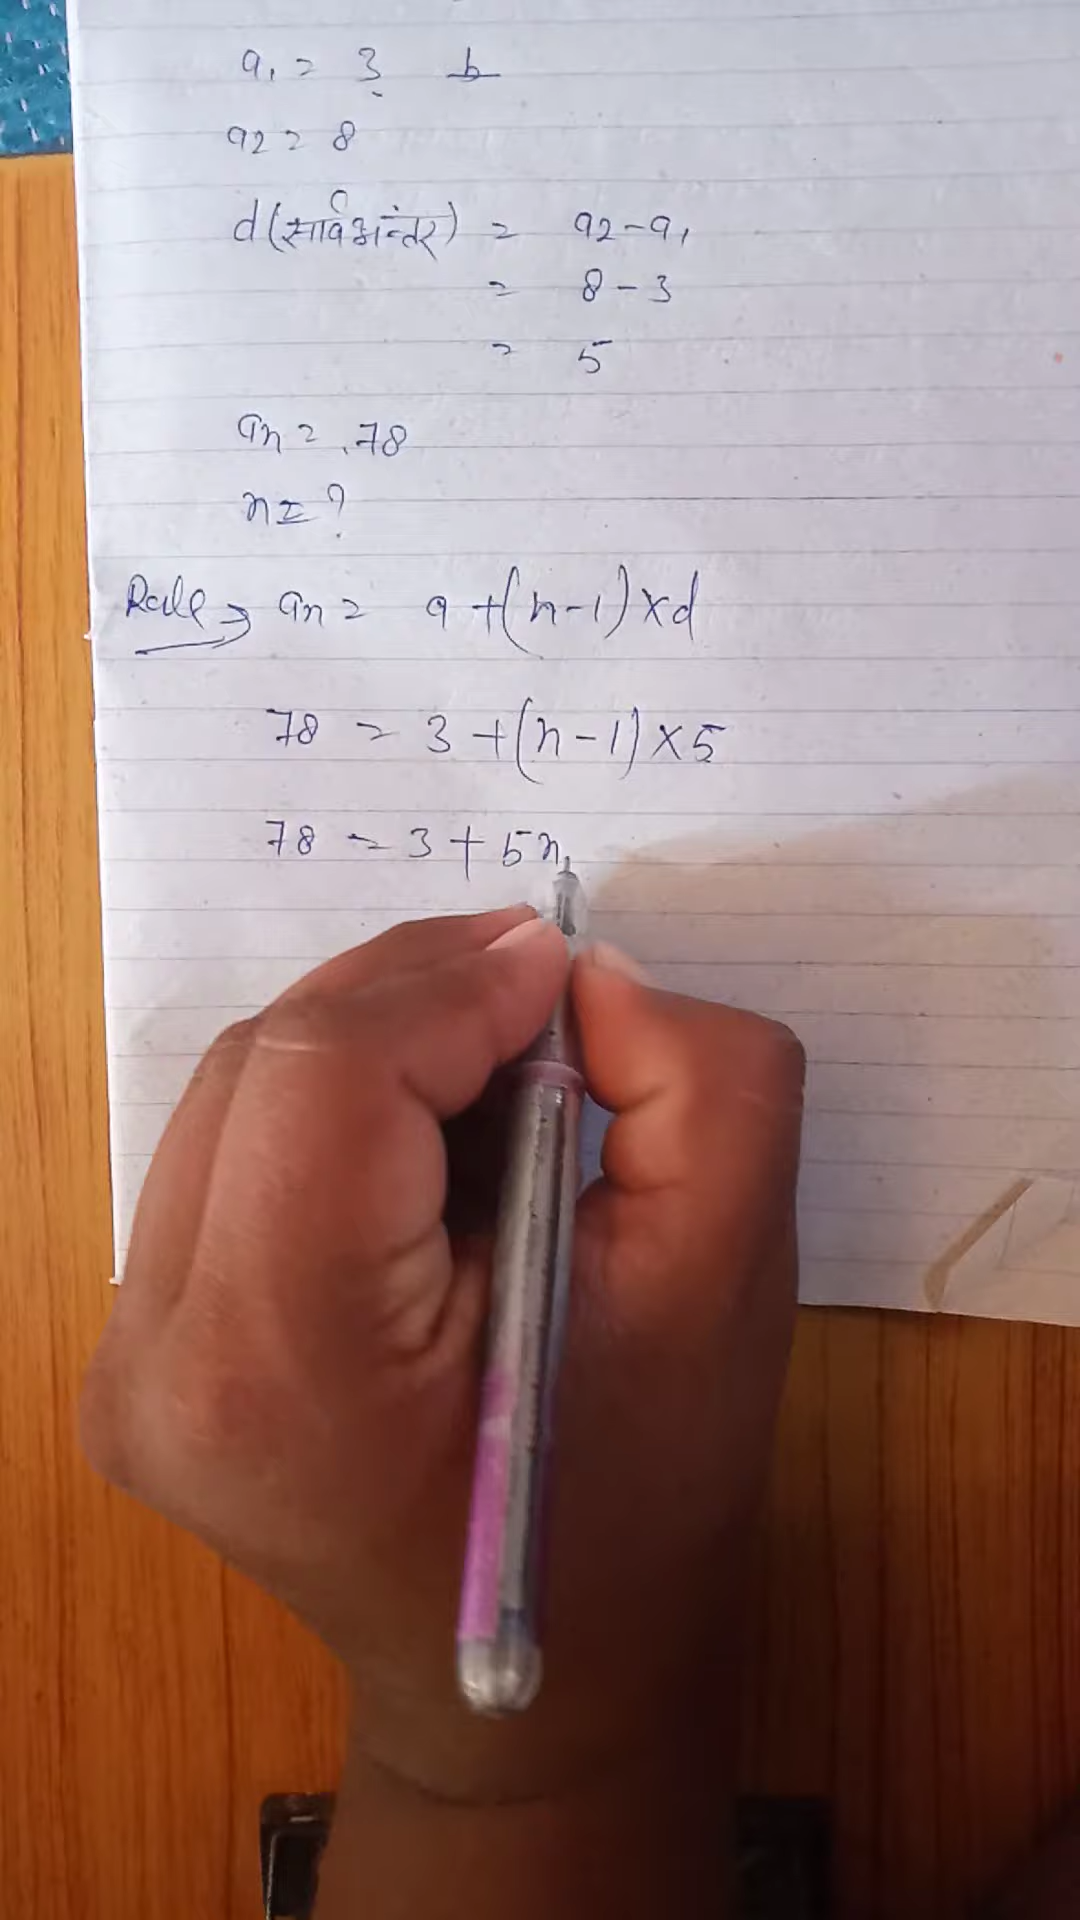 a₁ = 3 b
a2 = 8
d (सार्वअन्तर) = a2 - a₁
= 8 - 3
= 5
an = .78
n = ?
Rule → an = a + (n-1) x d
78 = 3 + (n-1) x 5
78 = 3 + 5n